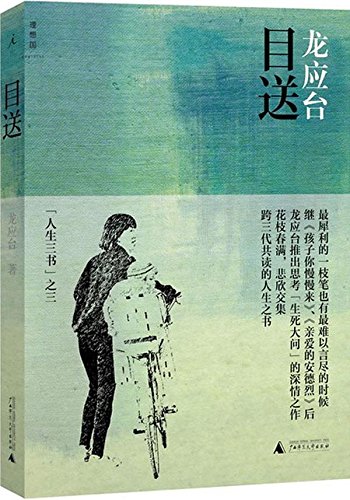 理想国
目送
龙应台
著
龙应台
目送
「人生三书」之三
最犀利的一枝笔也有最难以言尽的时候
继《孩子你慢慢来》、《亲爱的安德烈》后
龙应台推出思考「生死大问」的深情之作
花枝春满，悲欣交集
跨三代共读的人生之书
广西师范大学出版社